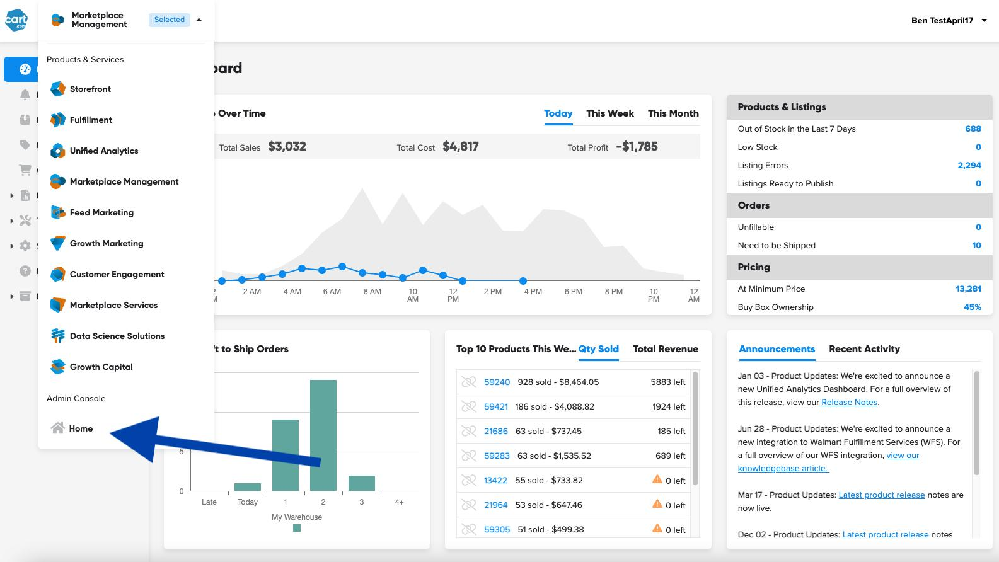 cart
.com
Marketplace
Management
Selected
Ben TestApril17
Products & Services
Storefront
Fulfillment
Unified Analytics
Marketplace Management
Feed Marketing
Growth Marketing
Customer Engagement
Marketplace Services
Data Science Solutions
Growth Capital
Admin Console
Home
Over Time
Today This Week This Month
Total Sales $3,032 Total Cost $4,817 Total Profit -$1,785
2 AM 4 AM 6 AM 8 AM 10 AM 12 PM 2 PM 4 PM 6 PM 8 PM 10 PM 12 AM
Products & Listings
Out of Stock in the Last 7 Days 688
Low Stock 0
Listing Errors 2,294
Listings Ready to Publish 0
Orders
Unfillable 0
Need to be Shipped 10
Pricing
At Minimum Price 13,281
Buy Box Ownership 45%
to Ship Orders
5
0
Late Today 1 2 3 4+
My Warehouse
Top 10 Products This We... Qty Sold Total Revenue
59240 928 sold - $8,464.05 5883 left
59421 186 sold - $4,088.82 1924 left
21686 63 sold - $737.45 185 left
59283 63 sold - $1,535.52 689 left
13422 55 sold - $733.82 0 left
21964 53 sold - $647.46 0 left
59305 51 sold - $499.38 0 left
Announcements Recent Activity
Jan 03 - Product Updates: We're excited to announce a
new Unified Analytics Dashboard. For a full overview of
this release, view our Release Notes.
Jun 28 - Product Updates: We're excited to announce a
new integration to Walmart Fulfillment Services (WFS). For
a full overview of our WFS integration, view our
knowledgebase article.
Mar 17 - Product Updates: Latest product release notes are
now live.
Dec 02 - Product Updates: Latest product release notes